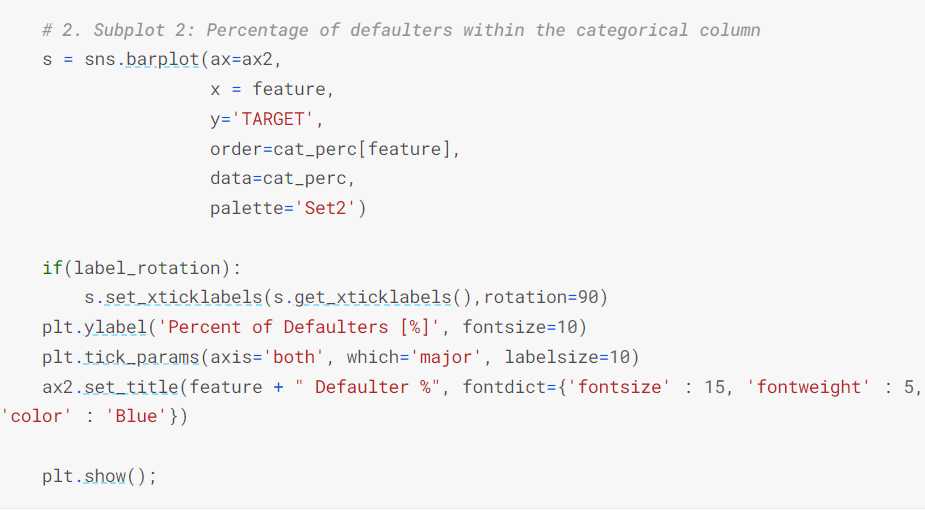 # 2. Subplot 2: Percentage of defaulters within the categorical column
s = sns.barplot(ax=ax2,
x = feature,
y='TARGET',
order=cat_perc[feature],
data=cat_perc,
palette='Set2')
if(label_rotation):
s.set_xticklabels(s.get_xticklabels(),rotation=90)
plt.ylabel('Percent of Defaulters [%]', fontsize=10)
plt.tick_params(axis='both', which='major', labelsize=10)
ax2.set_title(feature + " Defaulter %", fontdict={'fontsize' : 15, 'fontweight' : 5,
'color' : 'Blue'})
plt.show();